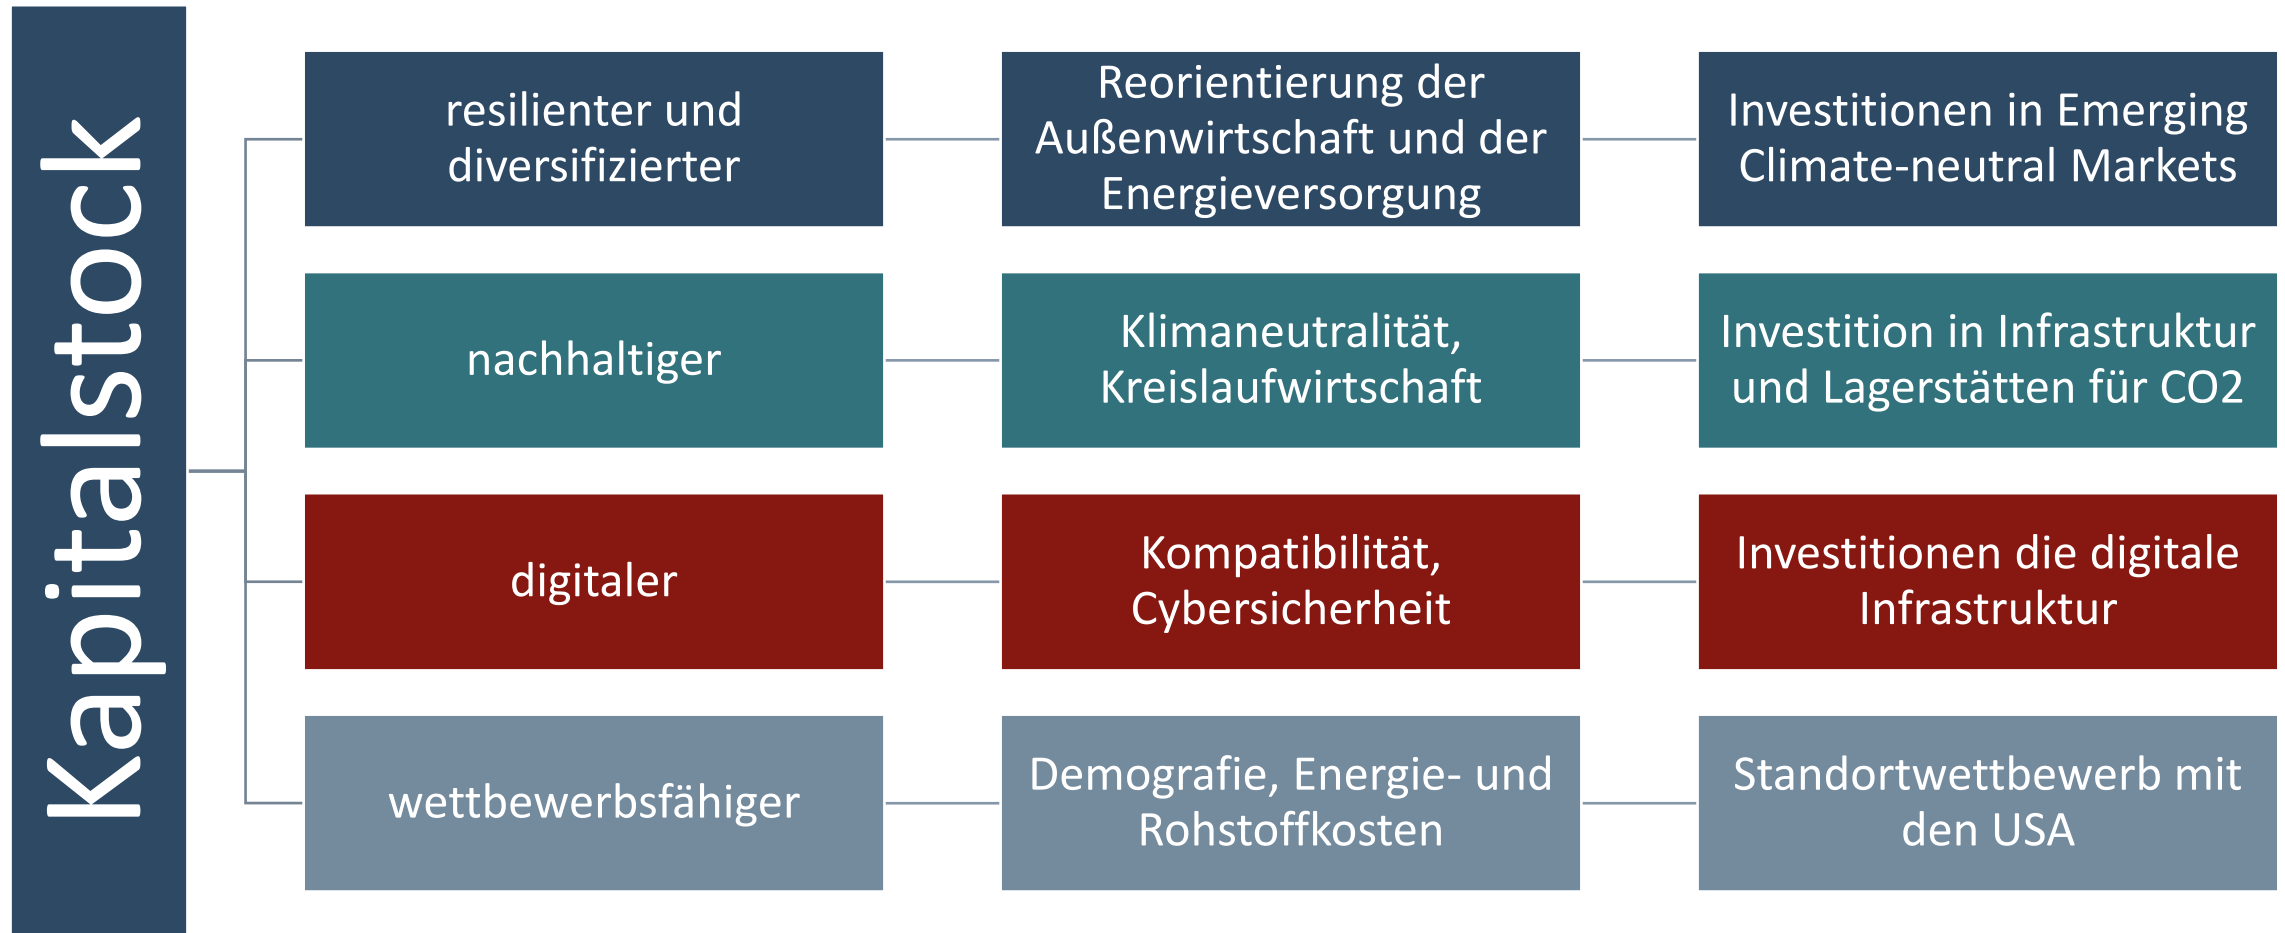 Kapitalstock
resilienter und
diversifizierter
Reorientierung der
Außenwirtschaft und der
Energieversorgung
Investitionen in Emerging
Climate-neutral Markets
nachhaltiger
Klimaneutralität,
Kreislaufwirtschaft
Investition in Infrastruktur
und Lagerstätten für CO2
digitaler
Kompatibilität,
Cybersicherheit
Investitionen die digitale
Infrastruktur
wettbewerbsfähiger
Demografie, Energie- und
Rohstoffkosten
Standortwettbewerb mit
den USA